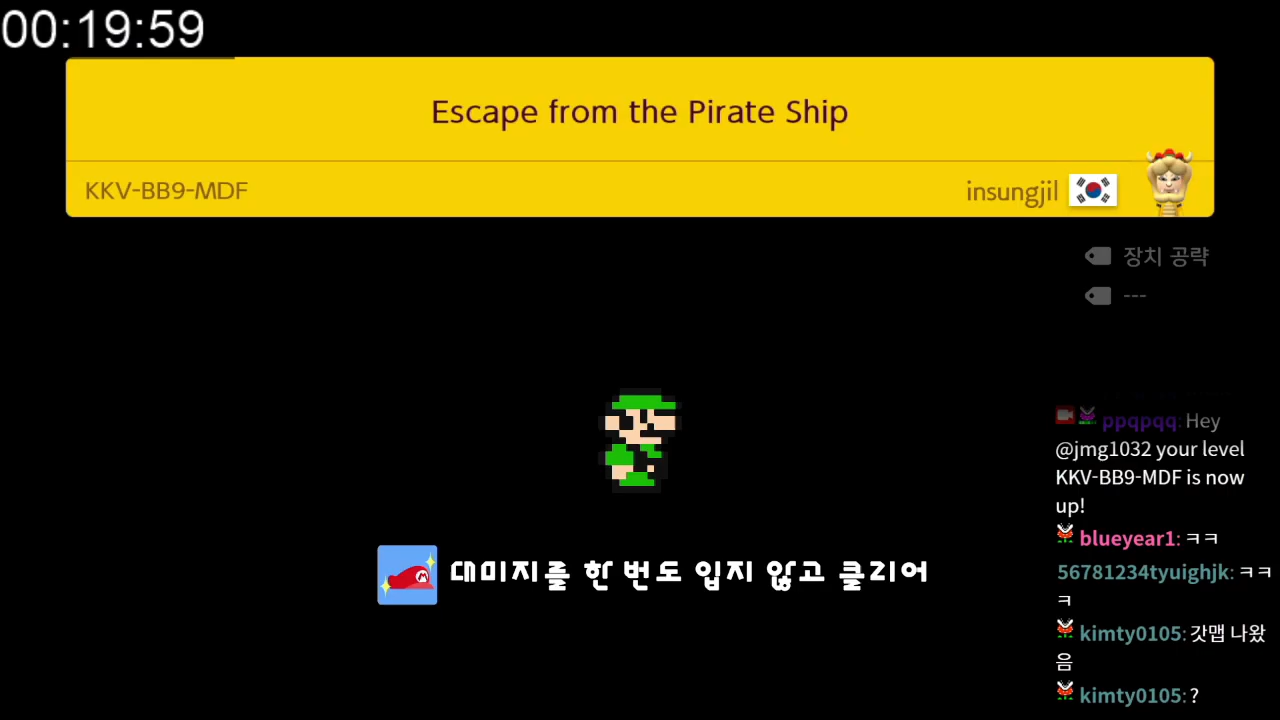 00:19:59
Escape from the Pirate Ship
KKV-BB9-MDF
insungjil
장치 공략
---
대미지를 한 번도 입지 않고 클리어
ppqpqq: Hey
@jmg1032 your level
KKV-BB9-MDF is now
up!
blueyear1: ㅋㅋ
56781234tyuighjk: ㅋㅋ
ㅋ
kimty0105: 갓맵 나왔
음
kimty0105: ?